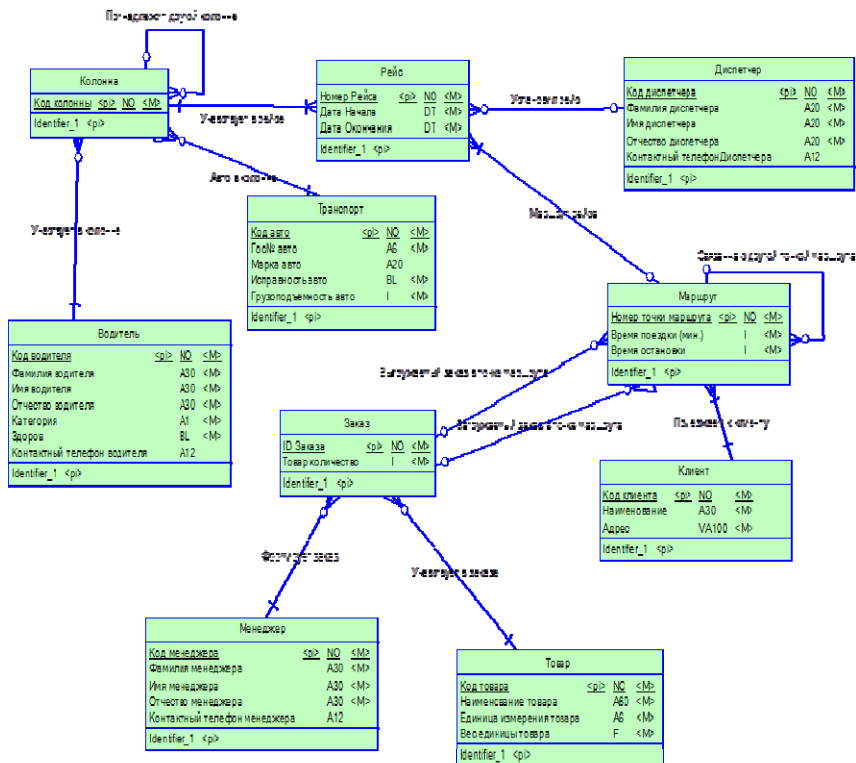 Колонна
Код колонны <pi> NO <M>
Identifier_1 <pi>
Рейс
Номер Рейса <pi> NO <M>
Дата Начала DT <M>
Дата Окончания DT <M>
Identifier_1 <pi>
Диспетчер
Код диспетчера <pi> NO <M>
Фамилия диспетчера A20 <M>
Имя диспетчера A20 <M>
Отчество диспетчера A20 <M>
Контактный телефонДиспетчера A12
Identifier_1 <pi>
Транспорт
Код авто <pi> NO <M>
Гос№ авто A6 <M>
Марка авто A20
Исправность авто BL <M>
Грузоподъемность авто I <M>
Identifier_1 <pi>
Маршрут
Номер точки маршрута <pi> NO <M>
Время поездки (мин.) I <M>
Время остановки I <M>
Identifier_1 <pi>
Водитель
Код водителя <pi> NO <M>
Фамилия водителя A30 <M>
Имя водителя A30 <M>
Отчество водителя A30 <M>
Категория A1 <M>
Здоров BL <M>
Контактный телефон водителя A12
Identifier_1 <pi>
Заказ
ID Заказа <pi> NO <M>
Товар количество I <M>
Identifier_1 <pi>
Клиент
Код клиента <pi> NO <M>
Наименование A30 <M>
Адрес VA100 <M>
Identifier_1 <pi>
Менеджер
Код менеджера <pi> NO <M>
Фамилия менеджера A30 <M>
Имя менеджера A30 <M>
Отчество менеджера A30 <M>
Контактный телефон менеджера A12
Identifier_1 <pi>
Товар
Код товара <pi> NO <M>
Наименование товара A60 <M>
Единица измерения товара A6 <M>
Вес единицы товара F <M>
Identifier_1 <pi>